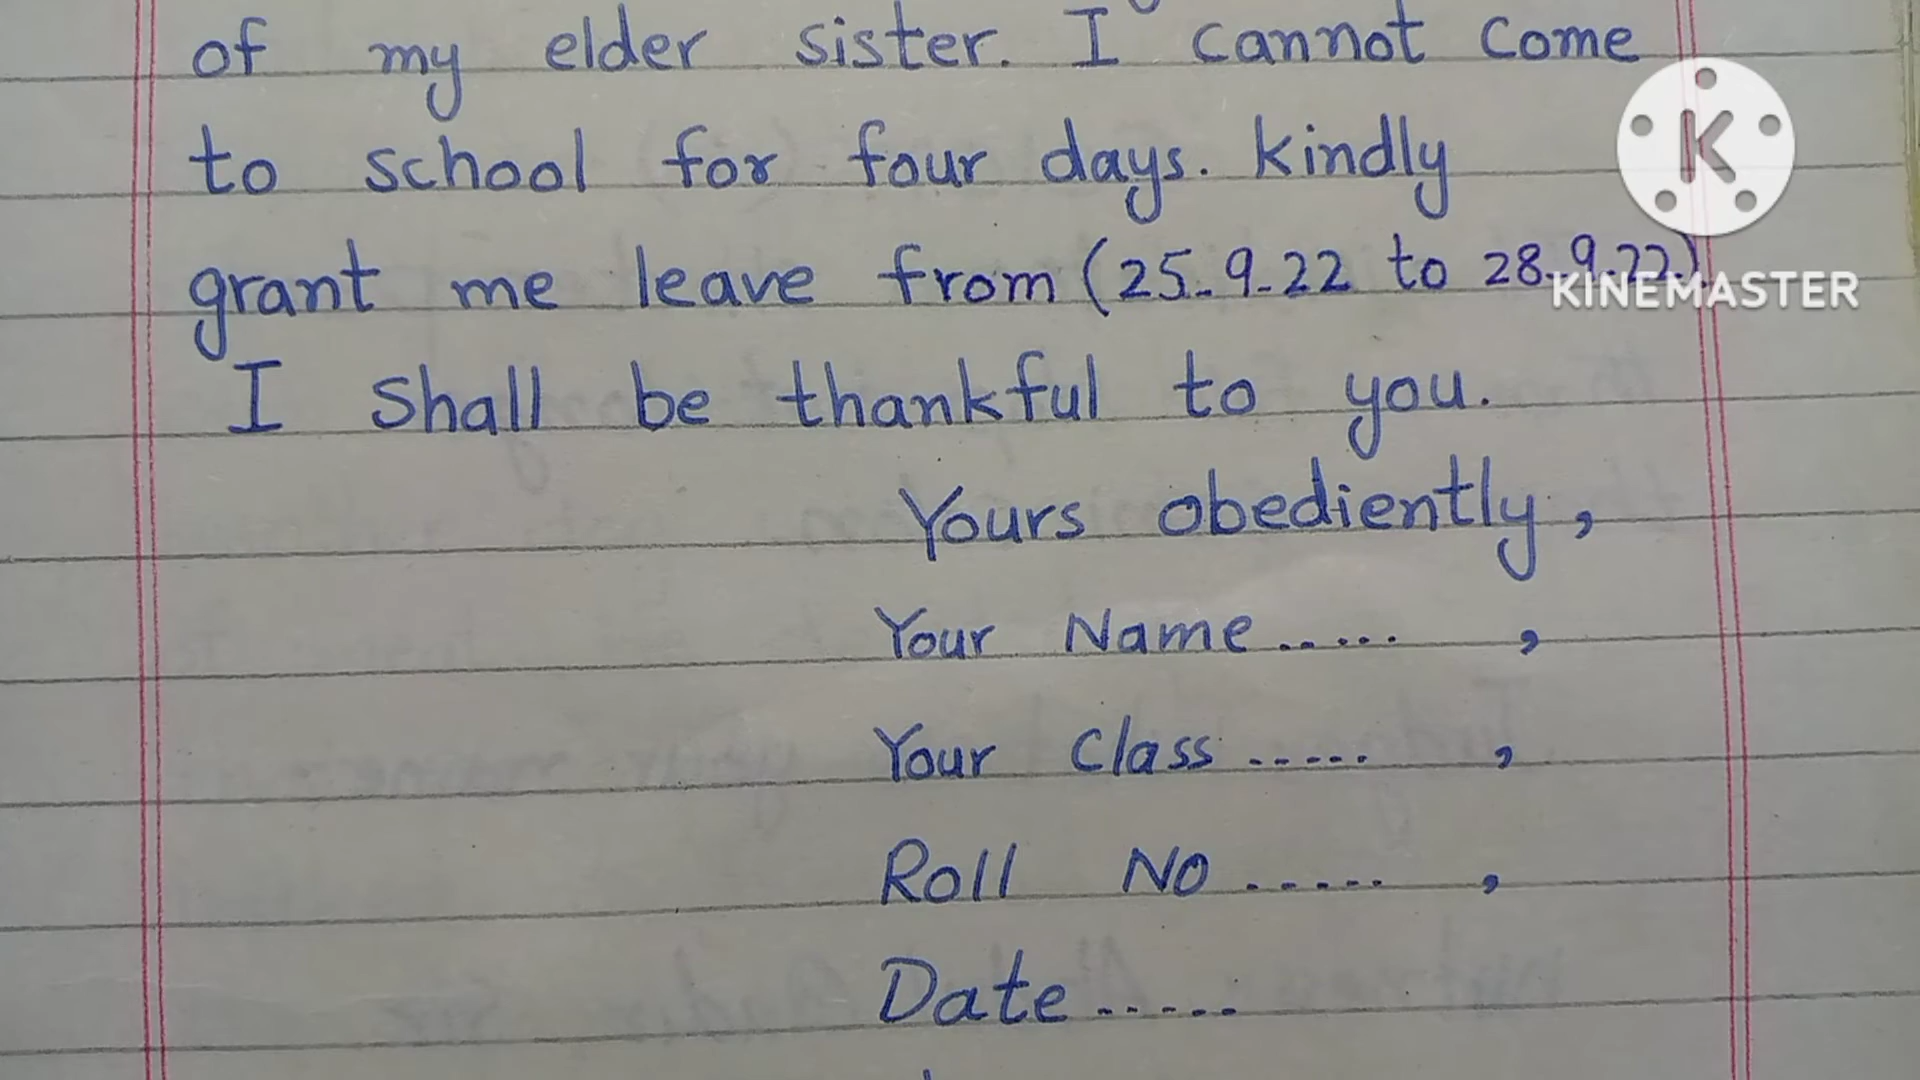 of my elder sister. I cannot come
to school for four days. Kindly
grant me leave from (25-9-22 to 28-9-22)
I shall be thankful to you.
Yours obediently,
Your Name..... ,
Your Class ..... ,
Roll No ..... ,
Date .....
K
KINEMASTER